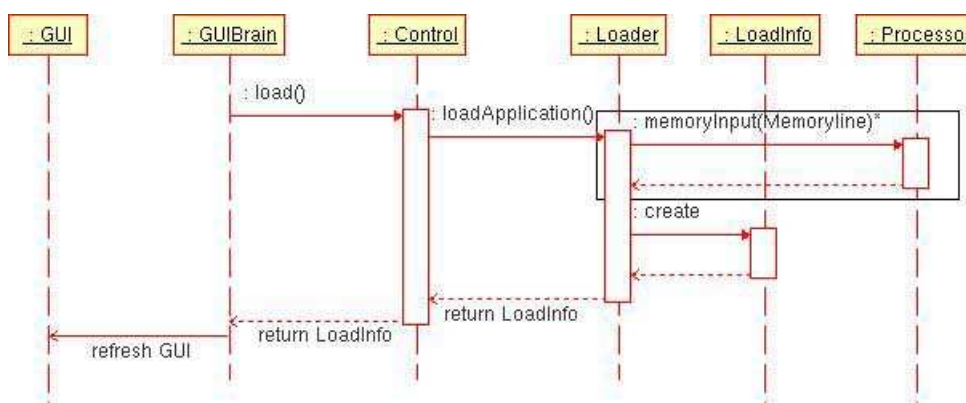 : GUI
: GUIBrain
: Control
: Loader
: LoadInfo
: Processo
: load()
: loadApplication()
: memoryInput(Memoryline)*
: create
return LoadInfo
return LoadInfo
refresh GUI